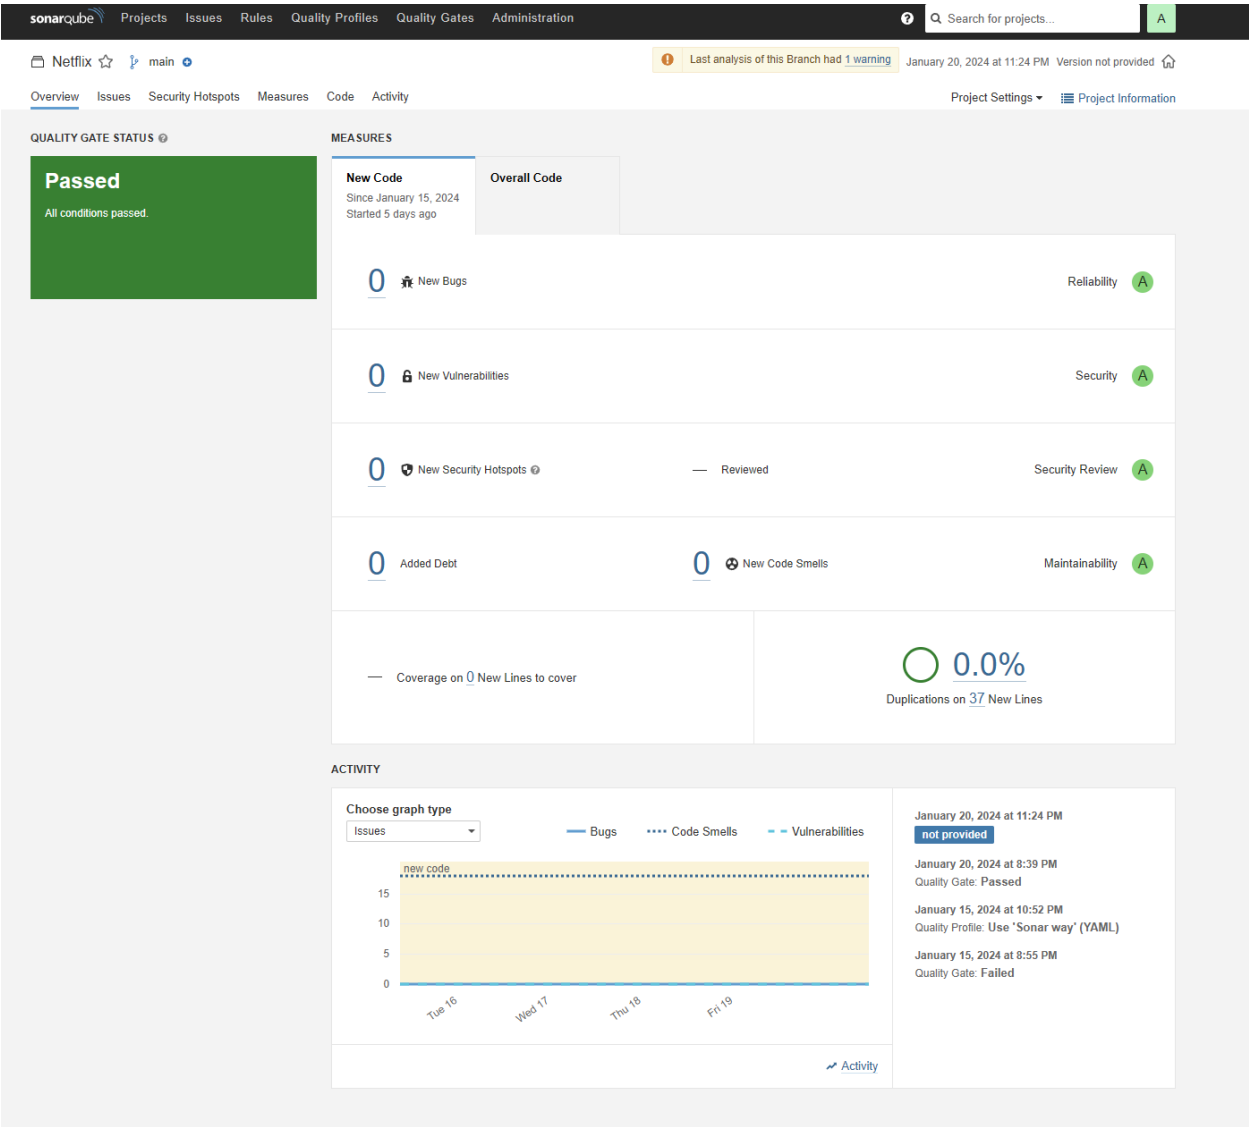 sonarqube Projects Issues Rules Quality Profiles Quality Gates Administration ? Search for projects... A
Netflix main ! Last analysis of this Branch had 1 warning January 20, 2024 at 11:24 PM Version not provided
Overview Issues Security Hotspots Measures Code Activity Project Settings Project Information
QUALITY GATE STATUS ?
Passed
All conditions passed.
MEASURES
New Code
Since January 15, 2024
Started 5 days ago
Overall Code
0 New Bugs Reliability A
0 New Vulnerabilities Security A
0 New Security Hotspots ? — Reviewed Security Review A
0 Added Debt 0 New Code Smells Maintainability A
— Coverage on 0 New Lines to cover
0.0%
Duplications on 37 New Lines
ACTIVITY
Choose graph type
Issues
Bugs Code Smells Vulnerabilities
new code
15
10
5
0
Tue 16 Wed 17 Thu 18 Fri 19
Activity
January 20, 2024 at 11:24 PM
not provided
January 20, 2024 at 8:39 PM
Quality Gate: Passed
January 15, 2024 at 10:52 PM
Quality Profile: Use 'Sonar way' (YAML)
January 15, 2024 at 8:55 PM
Quality Gate: Failed